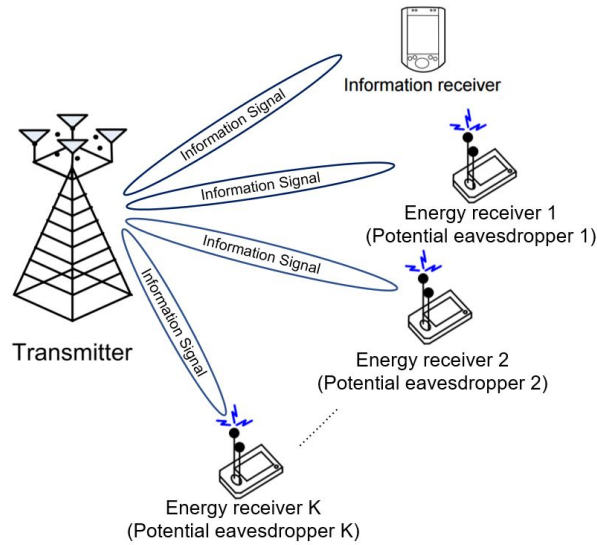 Information Signal
Information receiver
Information Signal
Energy receiver 1
(Potential eavesdropper 1)
Information Signal
Information Signal
Transmitter
Energy receiver 2
(Potential eavesdropper 2)
Energy receiver K
(Potential eavesdropper K)